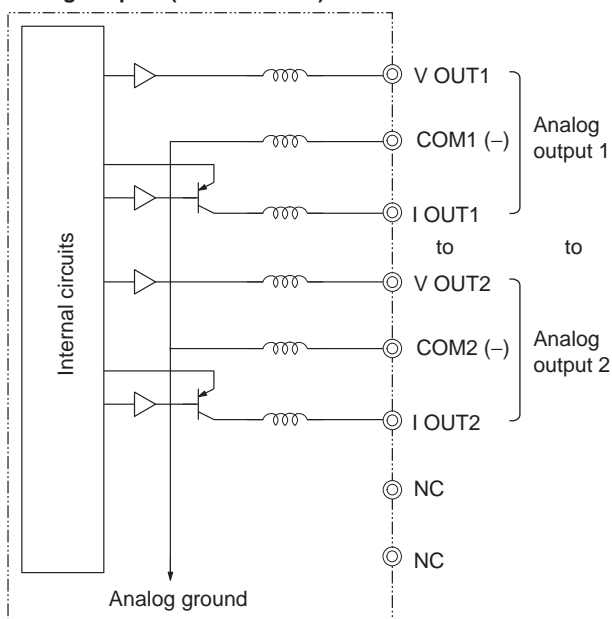 V OUT1
COM1 (–)
Analog
output 1
I OUT1
to
to
Internal circuits
V OUT2
COM2 (–)
Analog
output 2
I OUT2
NC
NC
Analog ground